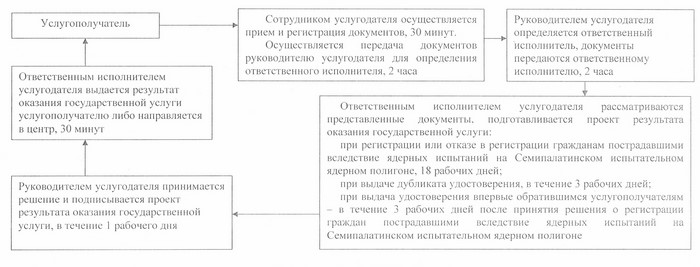 Услугополучатель
Сотрудником услугодателя осуществляется
прием и регистрация документов, 30 минут.
Осуществляется передача документов
руководителю услугодателя для определения
ответственного исполнителя, 2 часа
Руководителем услугодателя
определяется ответственный
исполнитель, документы
передаются ответственному
исполнителю, 2 часа
Ответственным исполнителем услугодателя рассматриваются
представленные документы, подготавливается проект результата
оказания государственной услуги:
при регистрации или отказе в регистрации гражданам пострадавшими
вследствие ядерных испытаний на Семипалатинском испытательном
ядерном полигоне, 18 рабочих дней;
при выдаче дубликата удостоверения, в течение 3 рабочих дней;
при выдача удостоверения впервые обратившимся услугополучателям
– в течение 3 рабочих дней после принятия решения о регистрации
граждан пострадавшими вследствие ядерных испытаний на
Семипалатинском испытательном ядерном полигоне
Руководителем услугодателя принимается
решение и подписывается проект
результата оказания государственной
услуги, в течение 1 рабочего дня
Ответственным исполнителем
услугодателя выдается результат
оказания государственной услуги
услугополучателю либо направляется
в центр, 30 минут